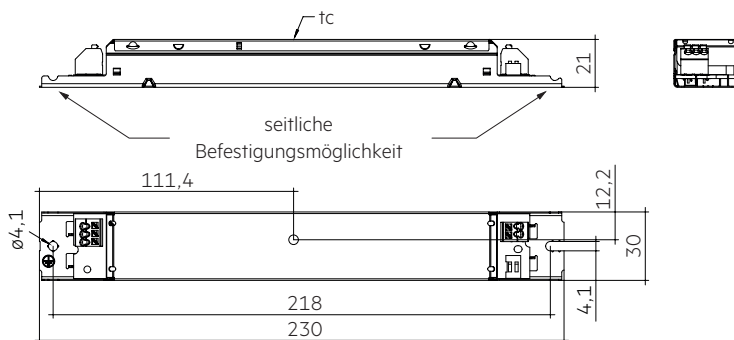 tc
21
seitliche
Befestigungsmöglichkeit
111,4
12,2
ø4,1
30
4,1
218
230